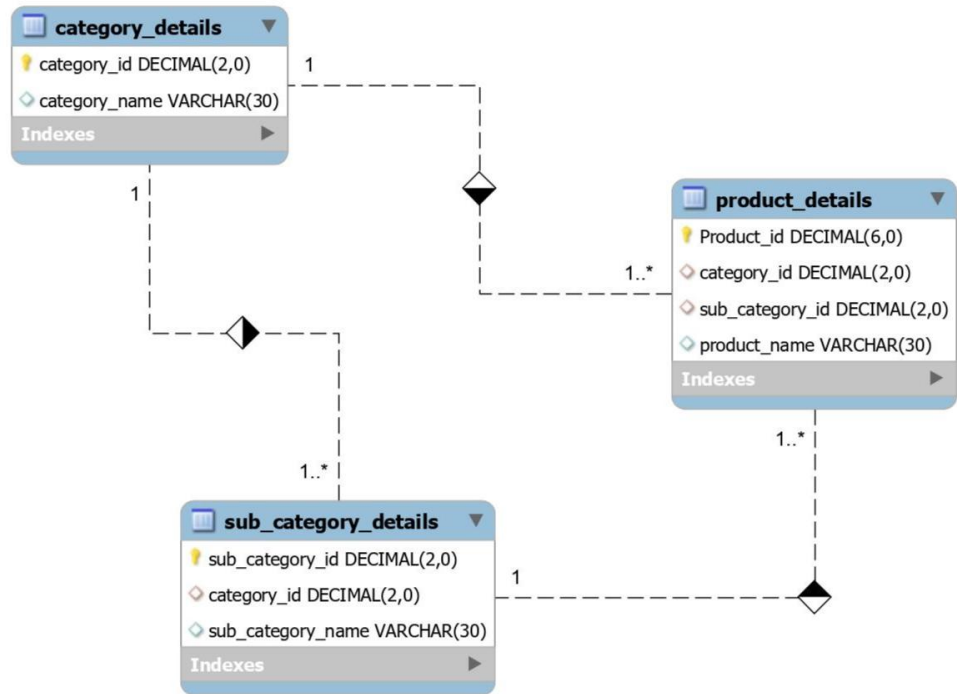 category_details
category_id DECIMAL(2,0)
category_name VARCHAR(30)
Indexes
1
1
product_details
Product_id DECIMAL(6,0)
category_id DECIMAL(2,0)
sub_category_id DECIMAL(2,0)
product_name VARCHAR(30)
Indexes
1..*
1..*
1..*
sub_category_details
sub_category_id DECIMAL(2,0)
category_id DECIMAL(2,0)
sub_category_name VARCHAR(30)
Indexes
1